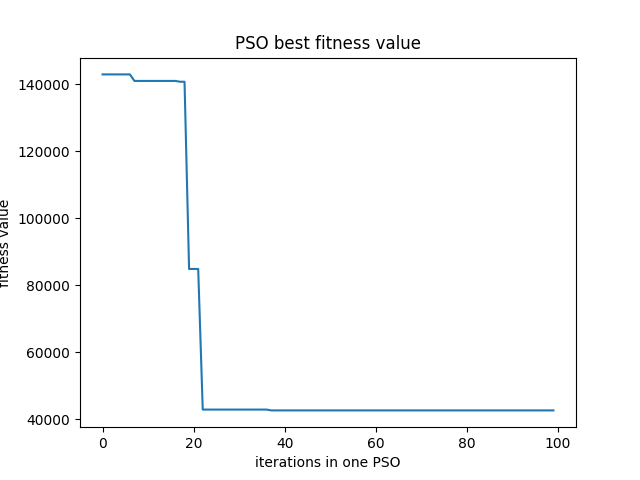 PSO best fitness value
140000
120000
100000
80000
60000
40000
fitness value
0 20 40 60 80 100
iterations in one PSO